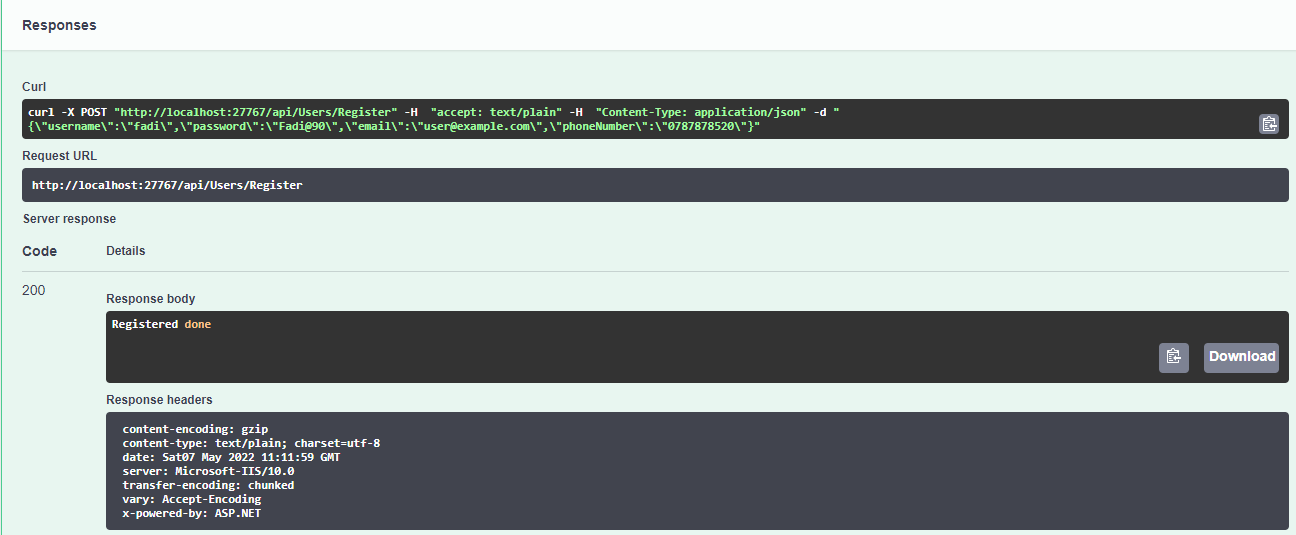 Responses
Curl
curl -X POST "http://localhost:27767/api/Users/Register" -H  "accept: text/plain" -H  "Content-Type: application/json" -d "
{\"username\":\"fadi\",\"password\":\"Fadi@90\",\"email\":\"user@example.com\",\"phoneNumber\":\"0787878520\"}"
Request URL
http://localhost:27767/api/Users/Register
Server response
Code Details
200
Response body
Registered done
Download
Response headers
content-encoding: gzip
content-type: text/plain; charset=utf-8
date: Sat07 May 2022 11:11:59 GMT
server: Microsoft-IIS/10.0
transfer-encoding: chunked
vary: Accept-Encoding
x-powered-by: ASP.NET